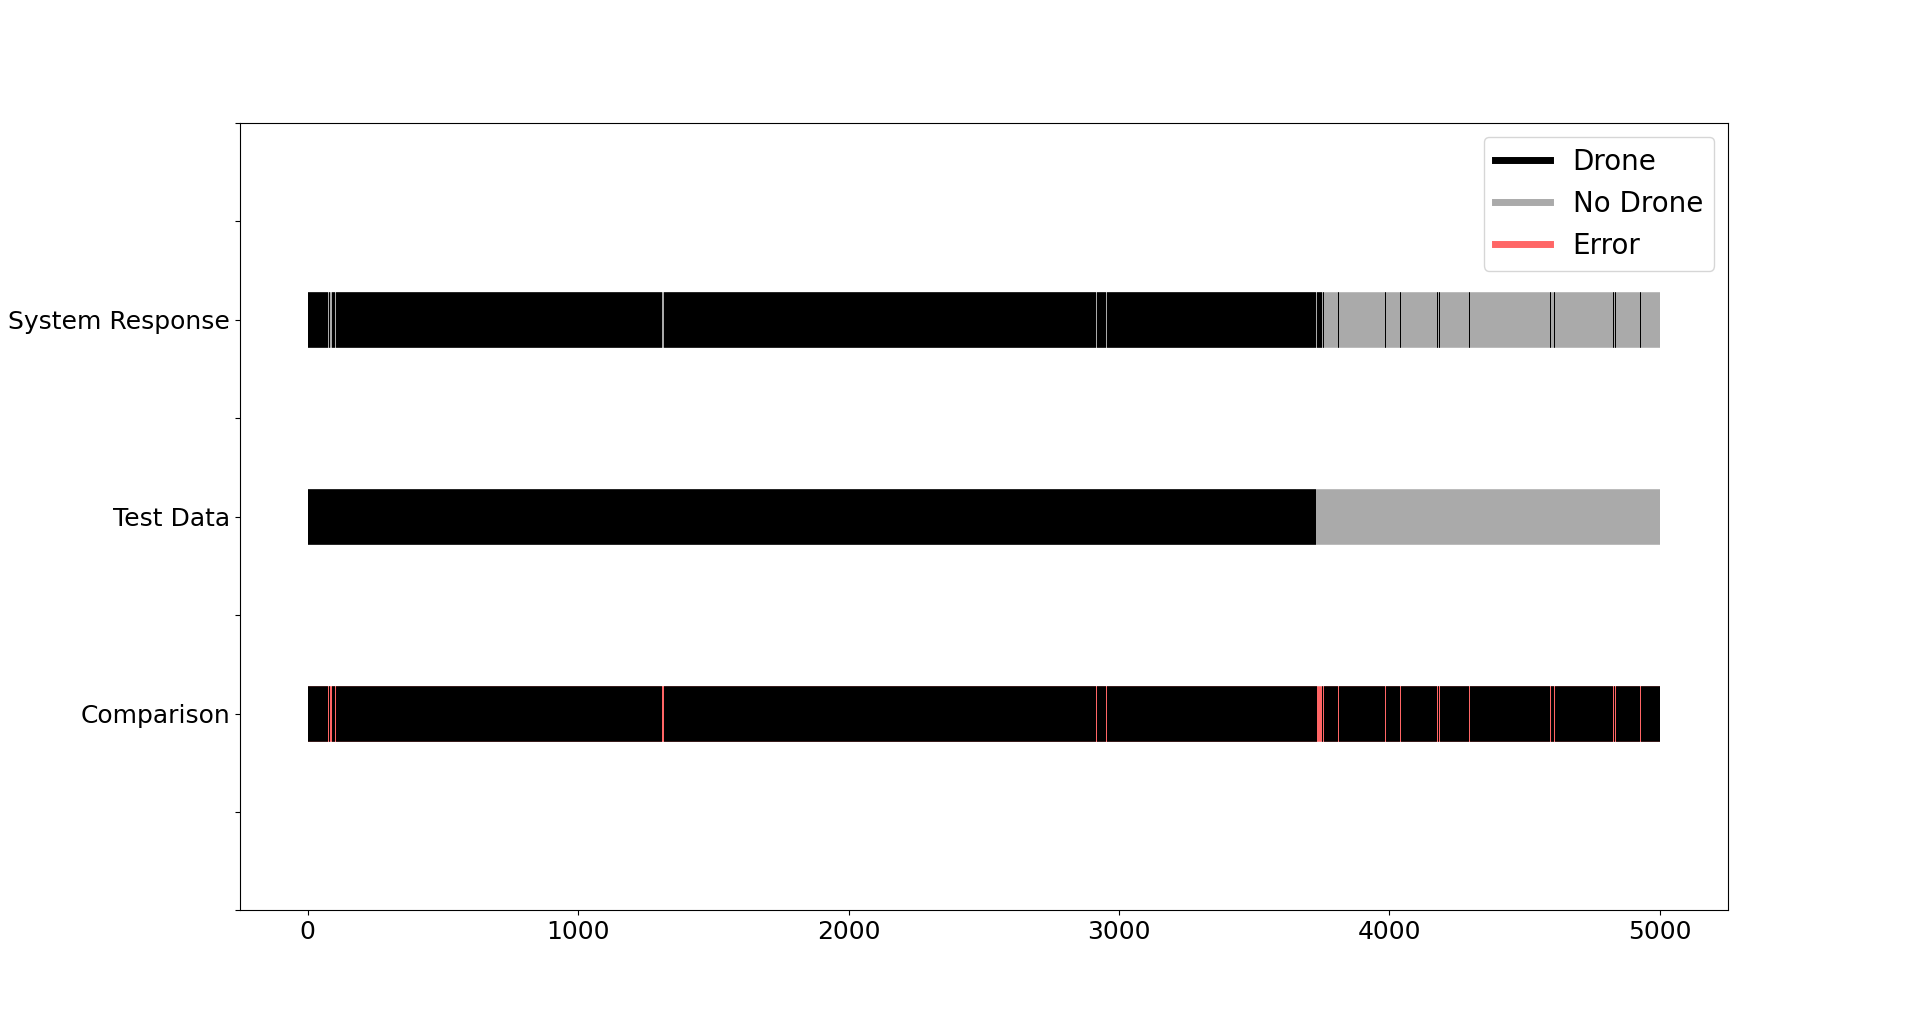 Drone
No Drone
Error
System Response
Test Data
Comparison
0 1000 2000 3000 4000 5000